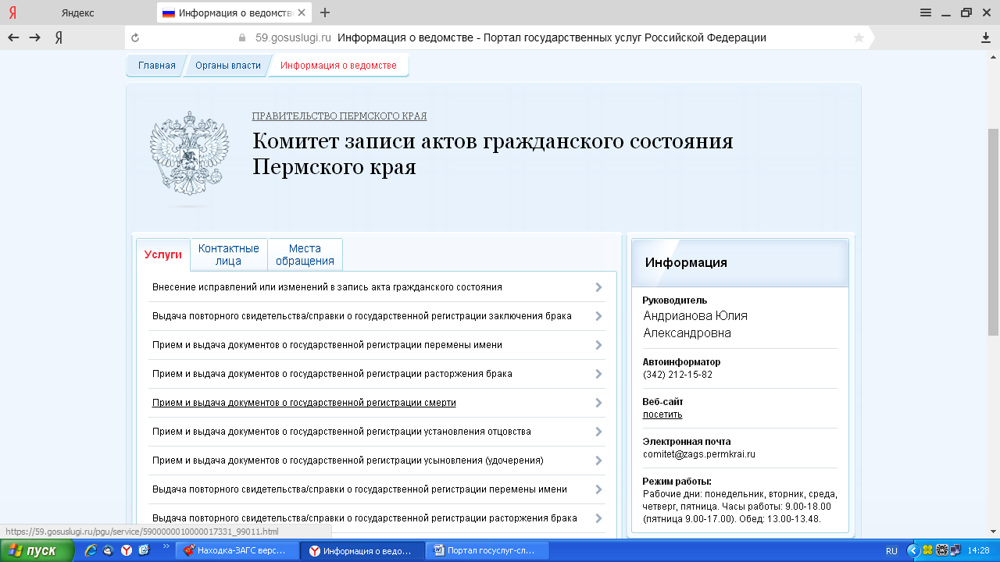 Я
Яндекс
Информация о ведомств
Я
59.gosuslugi.ru Информация о ведомстве - Портал государственных услуг Российской Федерации
Главная
Органы власти
Информация о ведомстве
ПРАВИТЕЛЬСТВО ПЕРМСКОГО КРАЯ
Комитет записи актов гражданского состояния
Пермского края
Услуги
Контактные
лица
Места
обращения
Внесение исправлений или изменений в запись акта гражданского состояния
Выдача повторного свидетельства/справки о государственной регистрации заключения брака
Прием и выдача документов о государственной регистрации перемены имени
Прием и выдача документов о государственной регистрации расторжения брака
Прием и выдача документов о государственной регистрации смерти
Прием и выдача документов о государственной регистрации установления отцовства
Прием и выдача документов о государственной регистрации усыновления (удочерения)
Выдача повторного свидетельства/справки о государственной регистрации перемены имени
Выдача повторного свидетельства/справки о государственной регистрации расторжения брака
Информация
Руководитель
Андрианова Юлия
Александровна
Автоинформатор
(342) 212-15-82
Веб-сайт
посетить
Электронная почта
comitet@zags.permkrai.ru
Режим работы:
Рабочие дни: понедельник, вторник, среда,
четверг, пятница. Часы работы: 9.00-18.00
(пятница 9.00-17.00). Обед: 13.00-13.48.
https://59.gosuslugi.ru/pgu/service/5900000010000017331_99011.html
пуск
Находка-ЗАГС верс...
Информация о ведо...
Портал госуслуг-сл...
RU
14:28